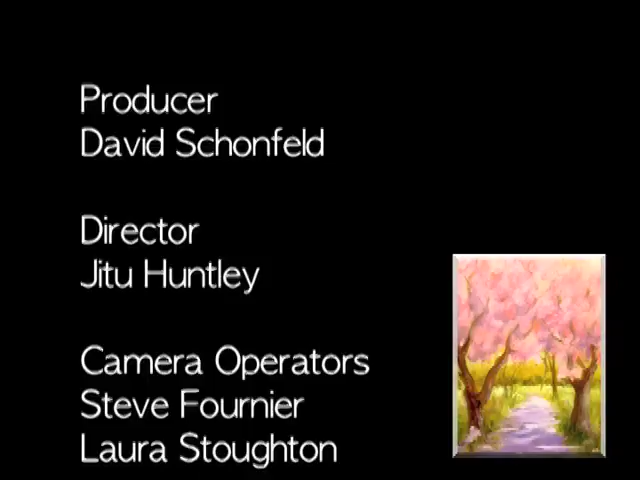 Producer
David Schonfeld
Director
Jitu Huntley
Camera Operators
Steve Fournier
Laura Stoughton